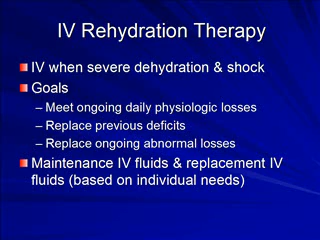 IV Rehydration Therapy
IV when severe dehydration & shock
Goals
– Meet ongoing daily physiologic losses
– Replace previous deficits
– Replace ongoing abnormal losses
Maintenance IV fluids & replacement IV
fluids (based on individual needs)